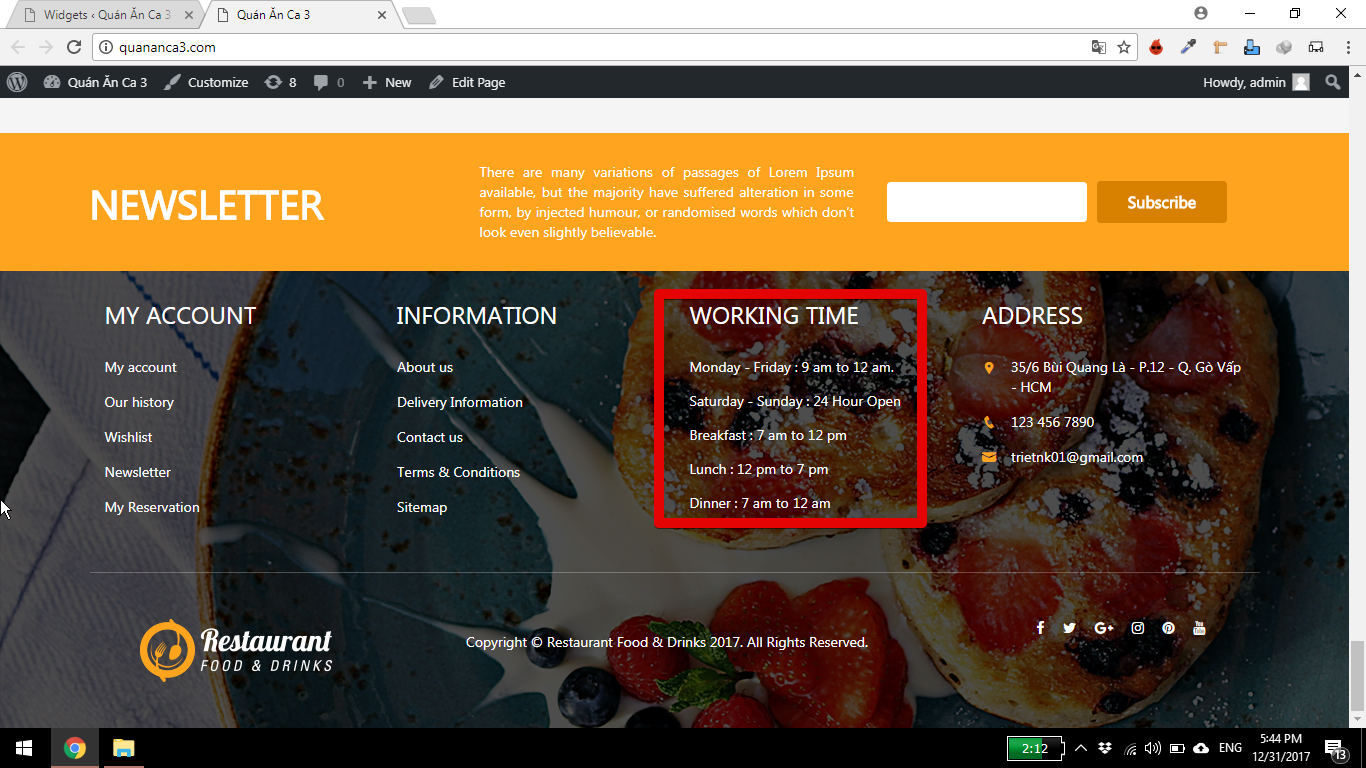 Widgets ‹ Quán Ăn Ca 3
Quán Ăn Ca 3
quananca3.com
Quán Ăn Ca 3 Customize 8 0 New Edit Page Howdy, admin
NEWSLETTER
There are many variations of passages of Lorem Ipsum
available, but the majority have suffered alteration in some
form, by injected humour, or randomised words which don't
look even slightly believable.
Subscribe
MY ACCOUNT
My account
Our history
Wishlist
Newsletter
My Reservation
INFORMATION
About us
Delivery Information
Contact us
Terms & Conditions
Sitemap
WORKING TIME
Monday - Friday : 9 am to 12 am.
Saturday - Sunday : 24 Hour Open
Breakfast : 7 am to 12 pm
Lunch : 12 pm to 7 pm
Dinner : 7 am to 12 am
ADDRESS
35/6 Bùi Quang Là - P.12 - Q. Gò Vấp
- HCM
123 456 7890
trietnk01@gmail.com
Restaurant
FOOD & DRINKS
Copyright © Restaurant Food & Drinks 2017. All Rights Reserved.
You
Tube
2:12
ENG
5:44 PM
12/31/2017
13